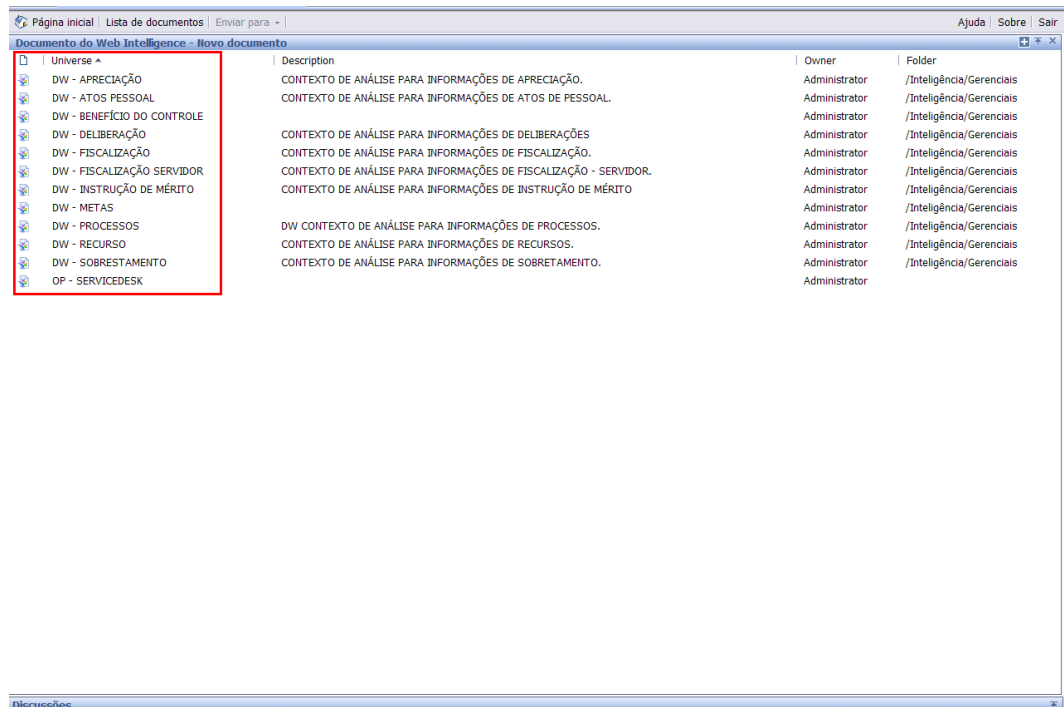 Página inicial Lista de documentos Enviar para Ajuda Sobre Sair
Documento do Web Intelligence - Novo documento
Universe Description Owner Folder
DW - APRECIAÇÃO CONTEXTO DE ANÁLISE PARA INFORMAÇÕES DE APRECIAÇÃO. Administrator /Inteligência/Gerenciais
DW - ATOS PESSOAL CONTEXTO DE ANÁLISE PARA INFORMAÇÕES DE ATOS DE PESSOAL. Administrator /Inteligência/Gerenciais
DW - BENEFÍCIO DO CONTROLE Administrator /Inteligência/Gerenciais
DW - DELIBERAÇÃO CONTEXTO DE ANÁLISE PARA INFORMAÇÕES DE DELIBERAÇÕES Administrator /Inteligência/Gerenciais
DW - FISCALIZAÇÃO CONTEXTO DE ANÁLISE PARA INFORMAÇÕES DE FISCALIZAÇÃO. Administrator /Inteligência/Gerenciais
DW - FISCALIZAÇÃO SERVIDOR CONTEXTO DE ANÁLISE PARA INFORMAÇÕES DE FISCALIZAÇÃO - SERVIDOR. Administrator /Inteligência/Gerenciais
DW - INSTRUÇÃO DE MÉRITO CONTEXTO DE ANÁLISE PARA INFORMAÇÕES DE INSTRUÇÃO DE MÉRITO Administrator /Inteligência/Gerenciais
DW - METAS Administrator /Inteligência/Gerenciais
DW - PROCESSOS DW CONTEXTO DE ANÁLISE PARA INFORMAÇÕES DE PROCESSOS. Administrator /Inteligência/Gerenciais
DW - RECURSO CONTEXTO DE ANÁLISE PARA INFORMAÇÕES DE RECURSOS. Administrator /Inteligência/Gerenciais
DW - SOBRESTAMENTO CONTEXTO DE ANÁLISE PARA INFORMAÇÕES DE SOBRETAMENTO. Administrator /Inteligência/Gerenciais
OP - SERVICEDESK Administrator
Discussões